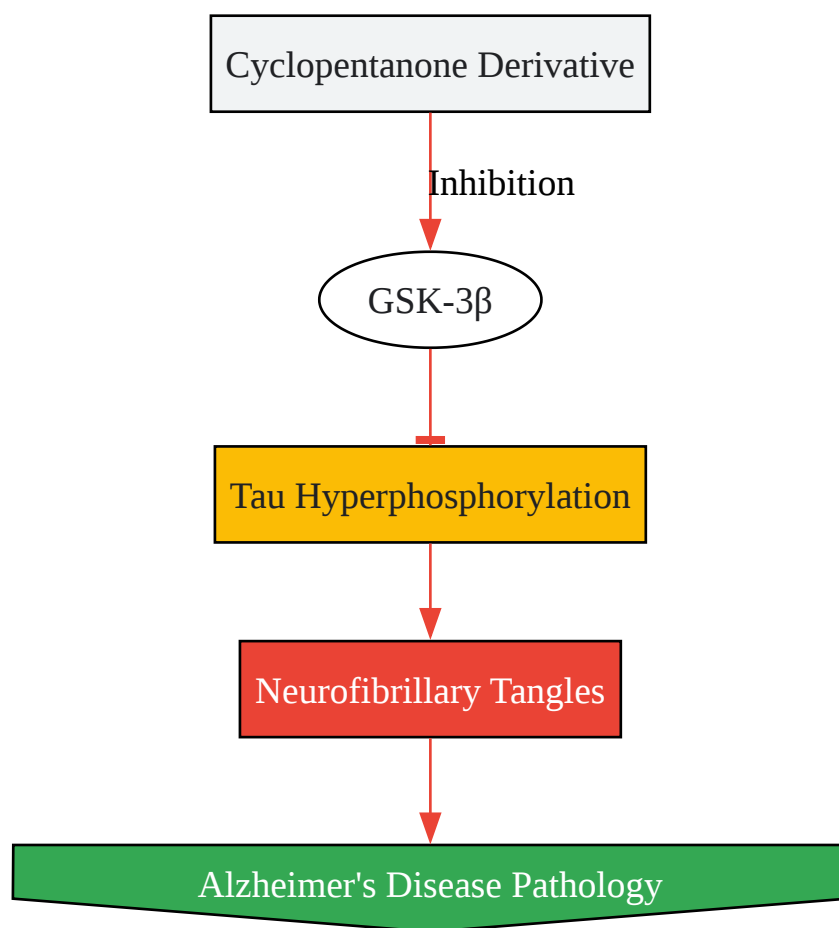 Cyclopentanone Derivative
Inhibition
GSK-3β
Tau Hyperphosphorylation
Neurofibrillary Tangles
Alzheimer's Disease Pathology